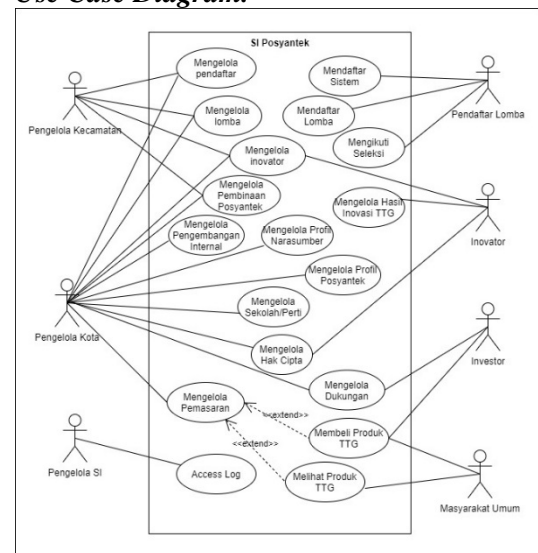 Use Case Diagram.
SI Posyantek
Mengelola
pendaftar
Mendaftar
Sistem
Pengelola Kecamatan
Mengelola
lomba
Mendaftar
Lomba
Pendaftar Lomba
Mengelola
inovator
Mengikuti
Seleksi
Mengelola
Pembinaan
Posyantek
Mengelola Hasil
Inovasi TTG
Inovator
Mengelola
Pengembangan
Internal
Mengelola Profil
Narasumber
Mengelola Profil
Posyantek
Pengelola Kota
Mengelola
Sekolah/Perti
Mengelola
Hak Cipta
Investor
Mengelola
Dukungan
Mengelola
Pemasaran
<<extend>>
Membeli Produk
TTG
<<extend>>
Pengelola SI
Access Log
Melihat Produk
TTG
Masyarakat Umum